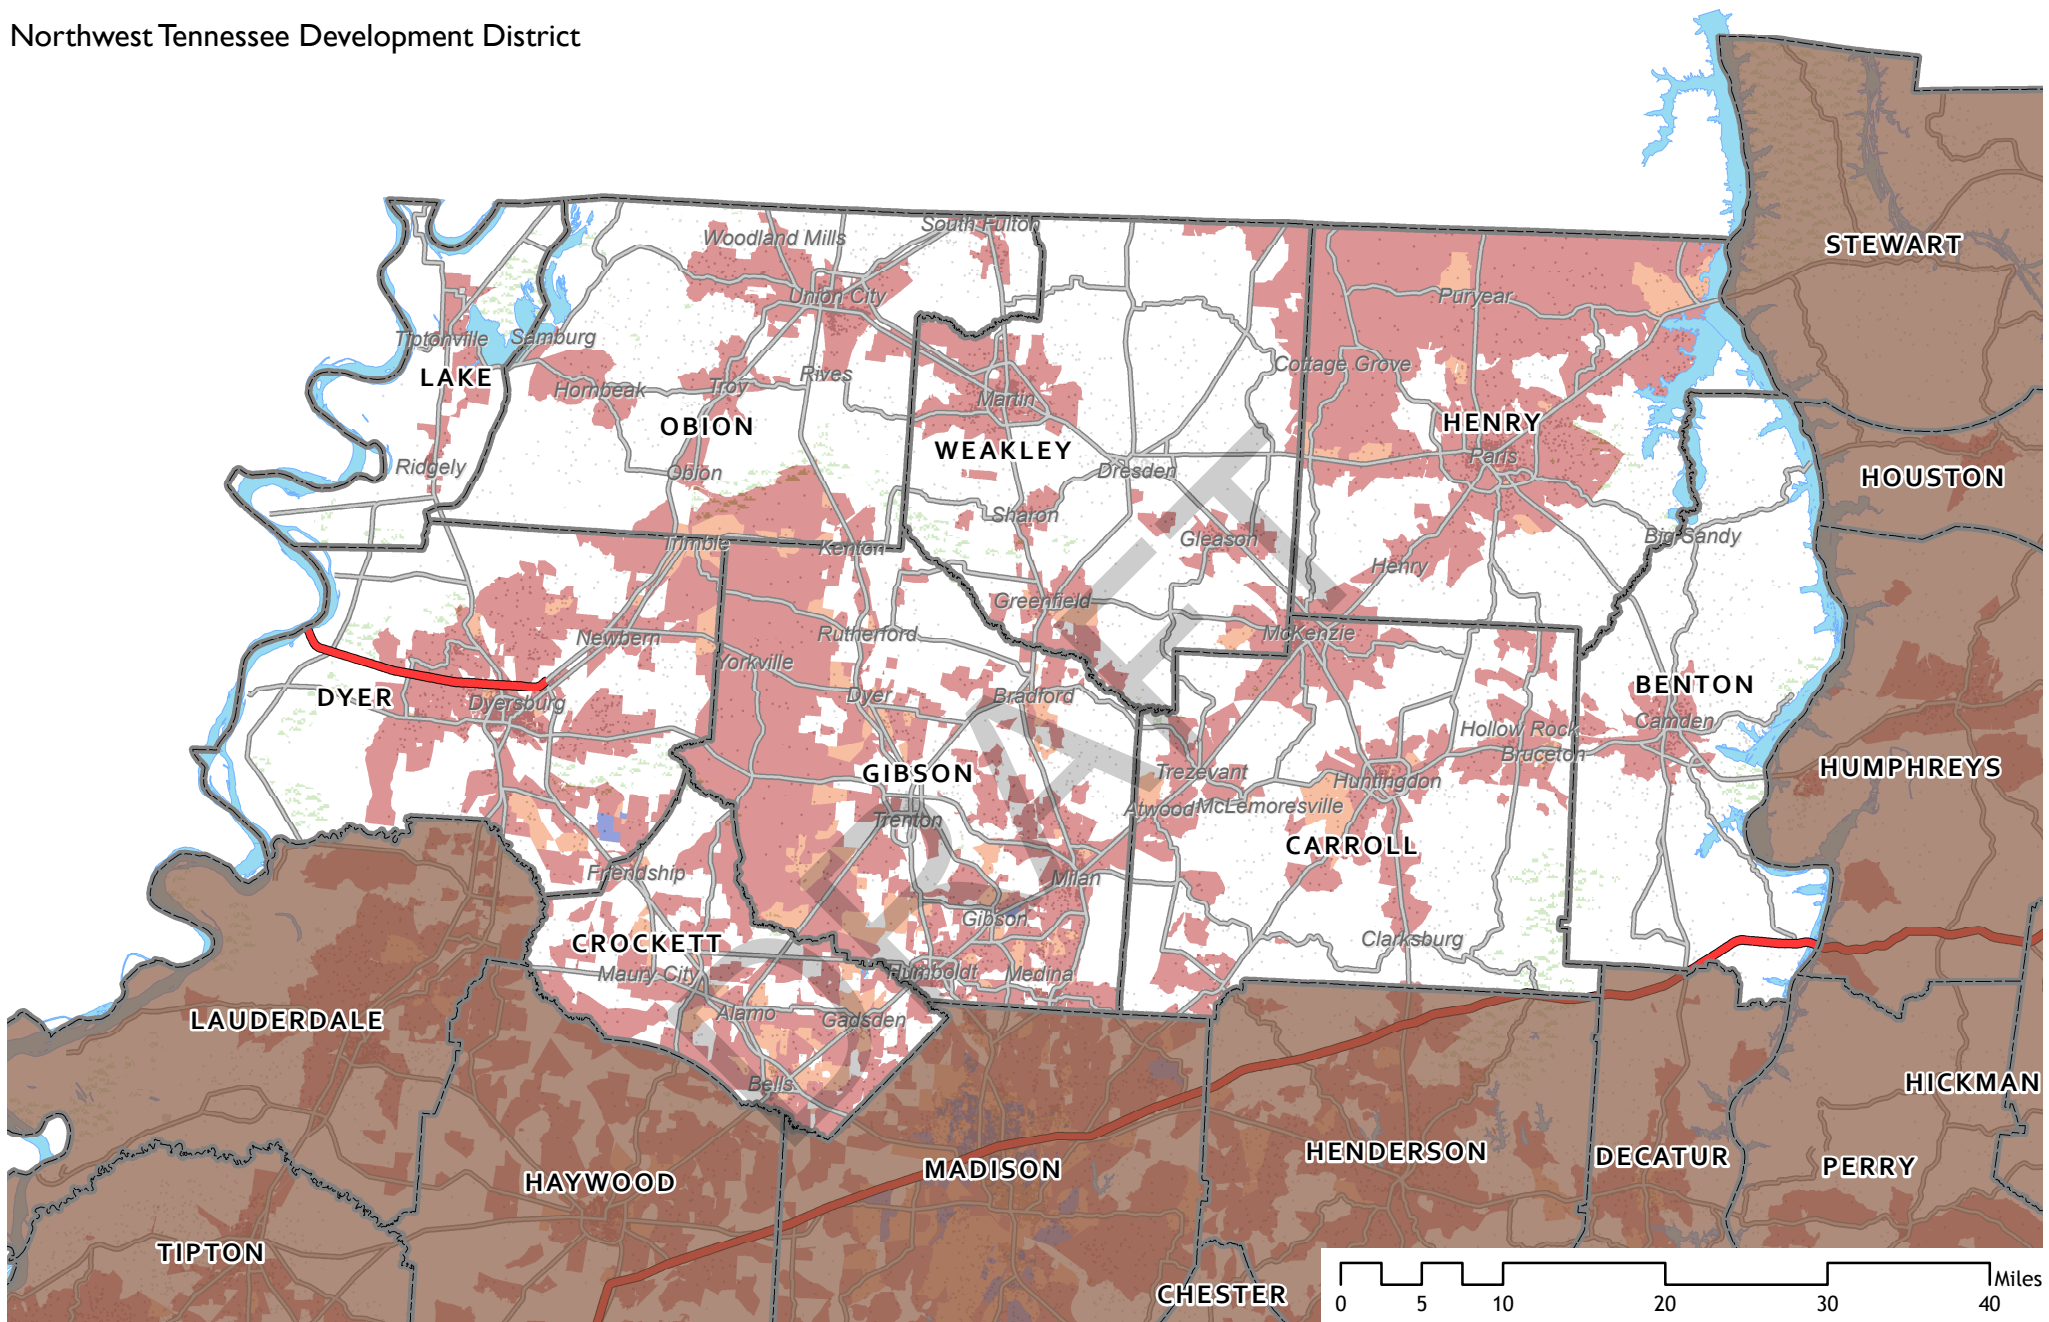 Northwest Tennessee Development District
STEWART
South Fulton
Woodland Mills
Union City
Puryear
Tiptonville
Samburg
LAKE
Rives
Cottage Grove
Hornbeak
Troy
Martin
OBION
HENRY
WEAKLEY
Paris
Ridgely
Obion
Dresden
HOUSTON
Sharon
Gleason
Big Sandy
Trimble
Kenton
Henry
Greenfield
Newbern
Rutherford
McKenzie
Yorkville
DYER
Dyersburg
Dyer
Bradford
BENTON
Camden
Hollow Rock
Bruceton
GIBSON
Trezevant
Huntingdon
HUMPHREYS
Atwood
McLemoresville
Trenton
CARROLL
Friendship
Milan
Gibson
CROCKETT
Clarksburg
Maury City
Humboldt
Medina
LAUDERDALE
Alamo
Gadsden
Bells
HICKMAN
HENDERSON
DECATUR
PERRY
HAYWOOD
MADISON
TIPTON
CHESTER
DRAFT
Miles
0 5 10 20 30 40